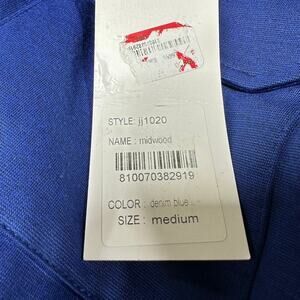 STYLE: jj1020
NAME : midwood
810070382919
COLOR : denim blue
SIZE : medium